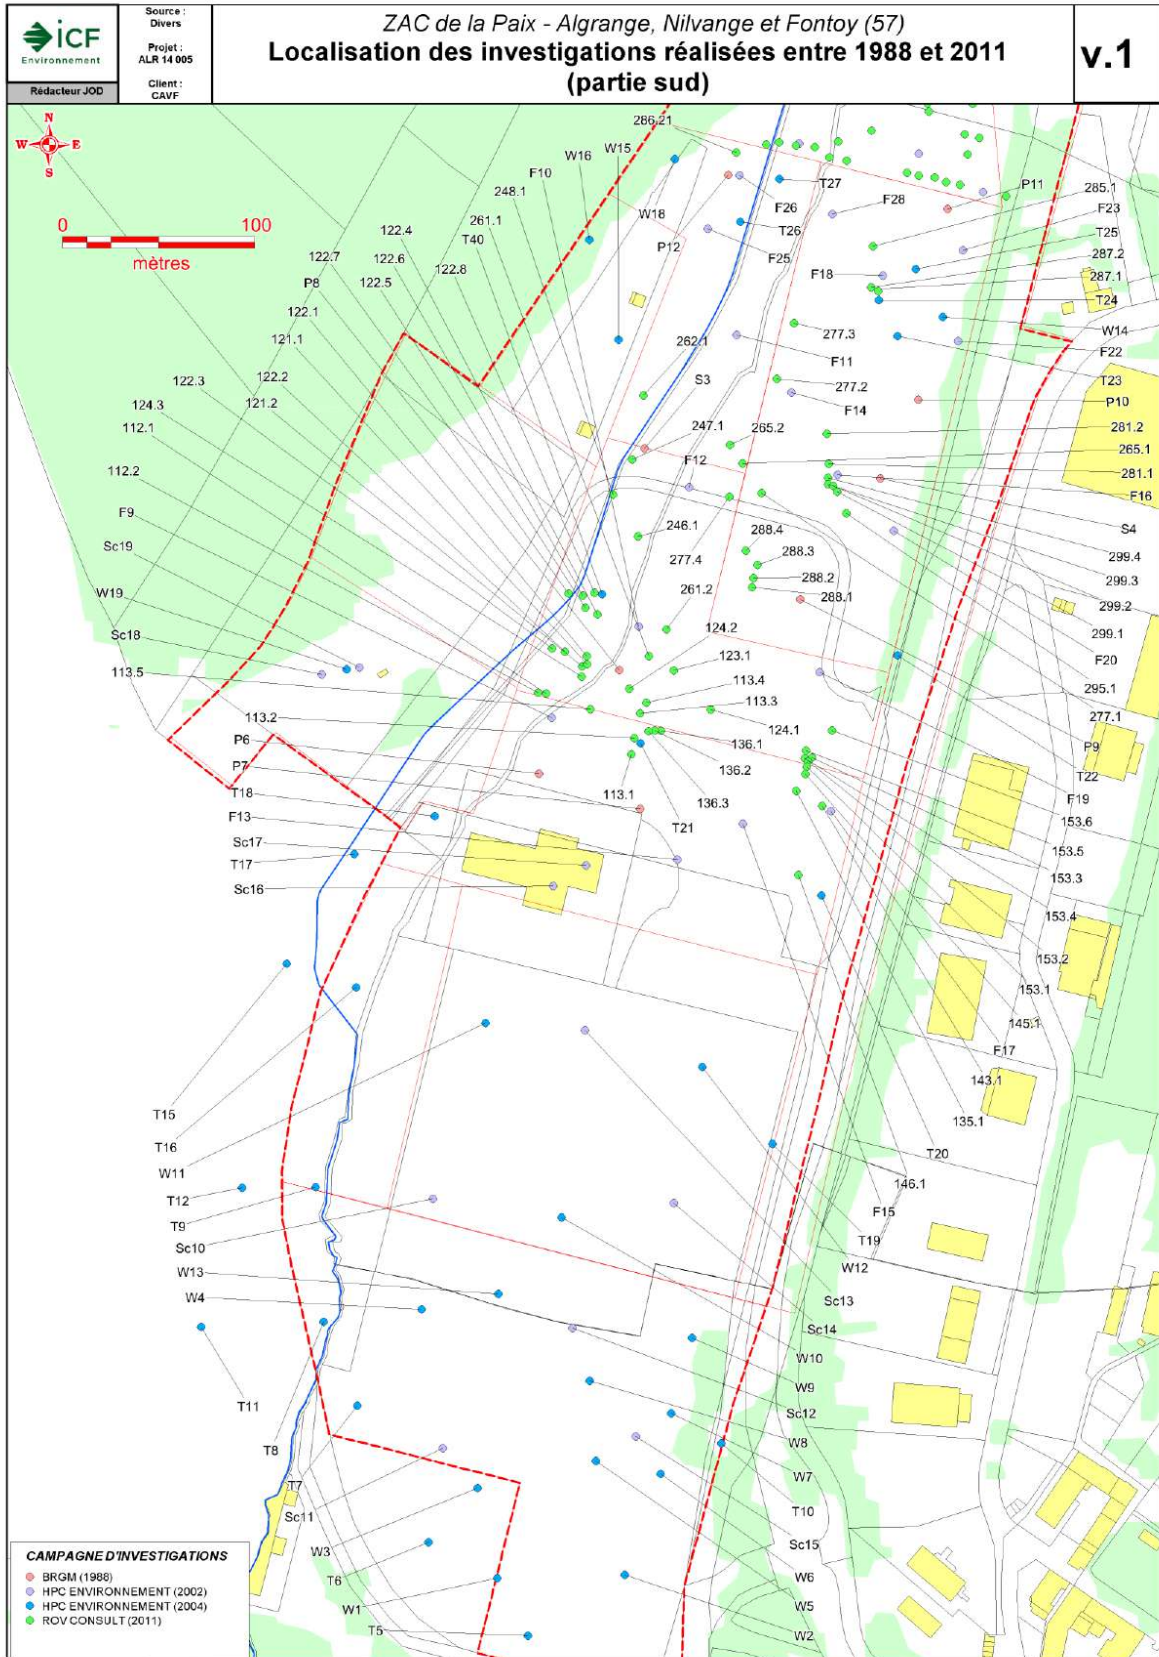 iCF
Environnement
Rédacteur JOD
Source :
Divers
Projet :
ALR 14 005
Client :
CAVF
ZAC de la Paix - Algrange, Nilvange et Fontoy (57)
Localisation des investigations réalisées entre 1988 et 2011
(partie sud)
v.1
N
W E
S
0 100
mètres
286.21
W15
W16
F10
248.1
261.1
T40
122.4
122.6
122.5
122.8
122.7
P8
122.1
121.1
122.3
122.2
124.3
121.2
112.1
112.2
F9
Sc19
W19
Sc18
113.5
113.2
P6
P7
T18
F13
Sc17
T17
Sc16
W18
P12
T27
F26
T26
F25
F28
F18
P11
285.1
F23
T25
287.2
287.1
T24
W14
F22
T23
P10
281.2
265.1
281.1
F16
S4
299.4
299.3
299.2
299.1
F20
295.1
277.1
P9
T22
F19
153.6
153.5
153.3
153.4
153.2
153.1
145.1
F17
143.1
135.1
T20
146.1
F15
T19
W12
Sc13
Sc14
W10
W9
Sc12
W8
W7
T10
Sc15
W6
W5
W2
262.1
S3
277.3
F11
277.2
F14
247.1
265.2
F12
246.1
277.4
288.4
288.3
288.2
288.1
261.2
124.2
123.1
113.4
113.3
124.1
136.1
136.2
136.3
113.1
T21
T15
T16
W11
T12
T9
Sc10
W13
W4
T11
T8
T7
Sc11
W3
T6
W1
T5
CAMPAGNE D'INVESTIGATIONS
BRGM (1988)
HPC ENVIRONNEMENT (2002)
HPC ENVIRONNEMENT (2004)
ROV CONSULT (2011)